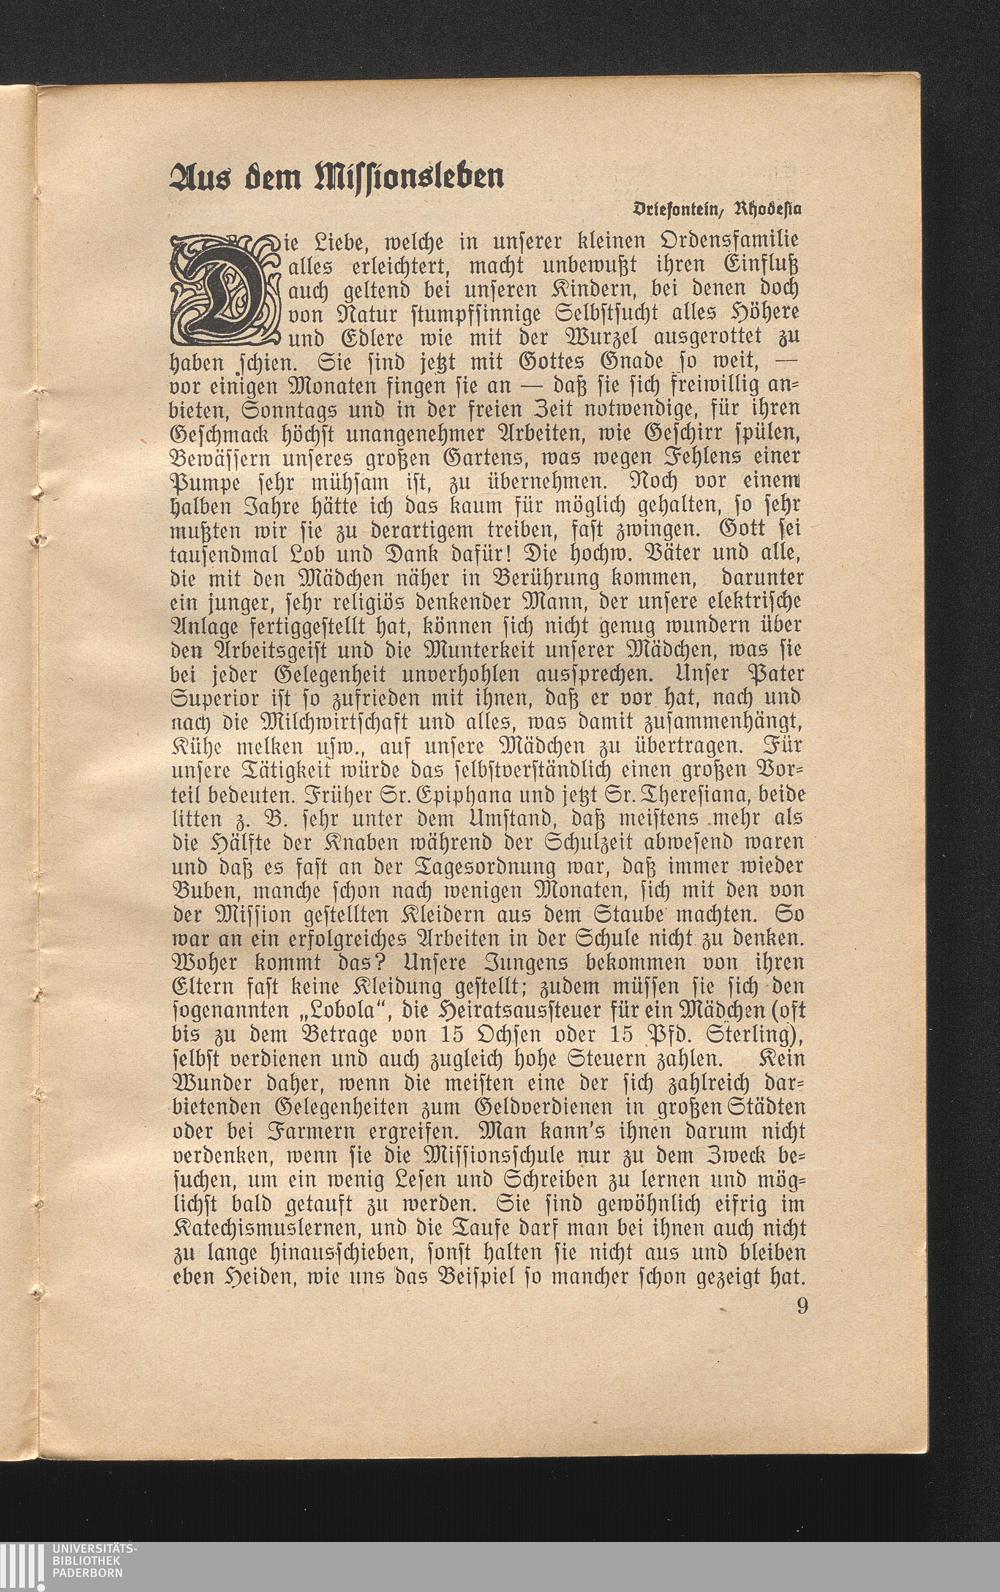 Aus dem Missionsleben
Driefontein, Rhodesia
Die Liebe, welche in unserer kleinen Ordensfamilie
alles erleichtert, macht unbewußt ihren Einfluß
auch geltend bei unseren Kindern, bei denen doch
von Natur stumpfsinnige Selbstsucht alles Höhere
und Edlere wie mit der Wurzel ausgerottet zu
haben schien. Sie sind jetzt mit Gottes Gnade so weit, —
vor einigen Monaten fingen sie an — daß sie sich freiwillig an-
bieten, Sonntags und in der freien Zeit notwendige, für ihren
Geschmack höchst unangenehmer Arbeiten, wie Geschirr spülen,
Bewässern unseres großen Gartens, was wegen Fehlens einer
Pumpe sehr mühsam ist, zu übernehmen. Noch vor einem
halben Jahre hätte ich das kaum für möglich gehalten, so sehr
mußten wir sie zu derartigem treiben, fast zwingen. Gott sei
tausendmal Lob und Dank dafür! Die hochw. Väter und alle,
die mit den Mädchen näher in Berührung kommen, darunter
ein junger, sehr religiös denkender Mann, der unsere elektrische
Anlage fertiggestellt hat, können sich nicht genug wundern über
den Arbeitsgeist und die Munterkeit unserer Mädchen, was sie
bei jeder Gelegenheit unverhohlen aussprechen. Unser Pater
Superior ist so zufrieden mit ihnen, daß er vor hat, nach und
nach die Milchwirtschaft und alles, was damit zusammenhängt,
Kühe melken usw., auf unsere Mädchen zu übertragen. Für
unsere Tätigkeit würde das selbstverständlich einen großen Vor-
teil bedeuten. Früher Sr. Epiphana und jetzt Sr. Theresiana, beide
litten z. B. sehr unter dem Umstand, daß meistens mehr als
die Hälfte der Knaben während der Schulzeit abwesend waren
und daß es fast an der Tagesordnung war, daß immer wieder
Buben, manche schon nach wenigen Monaten, sich mit den von
der Mission gestellten Kleidern aus dem Staube machten. So
war an ein erfolgreiches Arbeiten in der Schule nicht zu denken.
Woher kommt das? Unsere Jungens bekommen von ihren
Eltern fast keine Kleidung gestellt; zudem müssen sie sich den
sogenannten „Lobola“, die Heiratsaussteuer für ein Mädchen (oft
bis zu dem Betrage von 15 Ochsen oder 15 Pfd. Sterling),
selbst verdienen und auch zugleich hohe Steuern zahlen. Kein
Wunder daher, wenn die meisten eine der sich zahlreich dar-
bietenden Gelegenheiten zum Geldverdienen in großen Städten
oder bei Farmern ergreifen. Man kann's ihnen darum nicht
verdenken, wenn sie die Missionsschule nur zu dem Zweck be-
suchen, um ein wenig Lesen und Schreiben zu lernen und mög-
lichst bald getauft zu werden. Sie sind gewöhnlich eifrig im
Katechismuslernen, und die Taufe darf man bei ihnen auch nicht
zu lange hinausschieben, sonst halten sie nicht aus und bleiben
eben Heiden, wie uns das Beispiel so mancher schon gezeigt hat.
9
UNIVERSITÄTS-
BIBLIOTHEK
PADERBORN